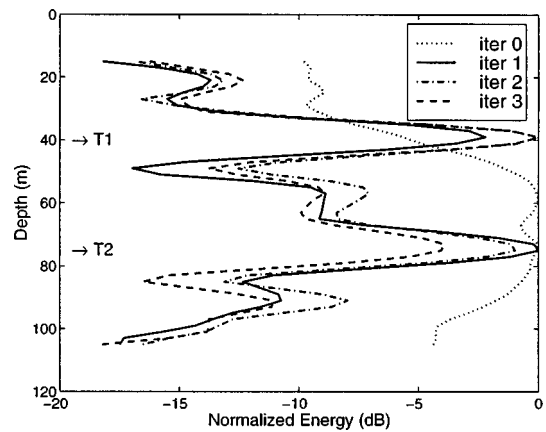 0
20
40
60
80
100
120
Depth (m)
→ T1
→ T2
iter 0
iter 1
iter 2
iter 3
−20
−15
−10
−5
0
Normalized Energy (dB)